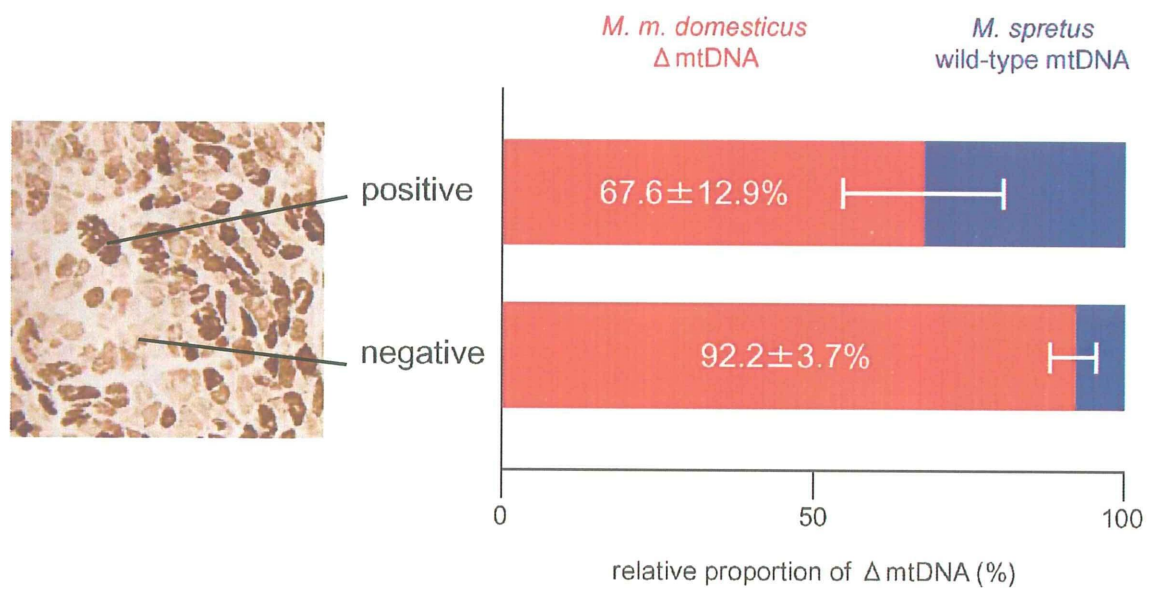 M. m. domesticus
Δ mtDNA
M. spretus
wild-type mtDNA
positive
67.6±12.9%
negative
92.2±3.7%
0
50
100
relative proportion of Δ mtDNA (%)